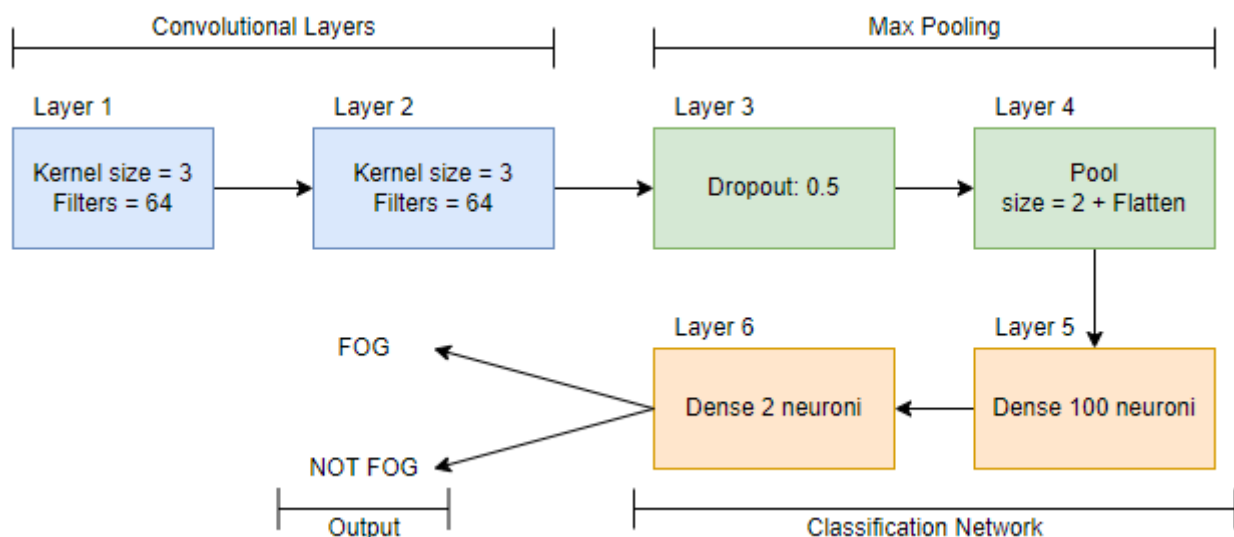 Convolutional Layers
Max Pooling
Layer 1
Layer 2
Layer 3
Layer 4
Kernel size = 3
Filters = 64
Kernel size = 3
Filters = 64
Dropout: 0.5
Pool
size = 2 + Flatten
Layer 6
Layer 5
FOG
Dense 2 neuroni
Dense 100 neuroni
NOT FOG
Output
Classification Network